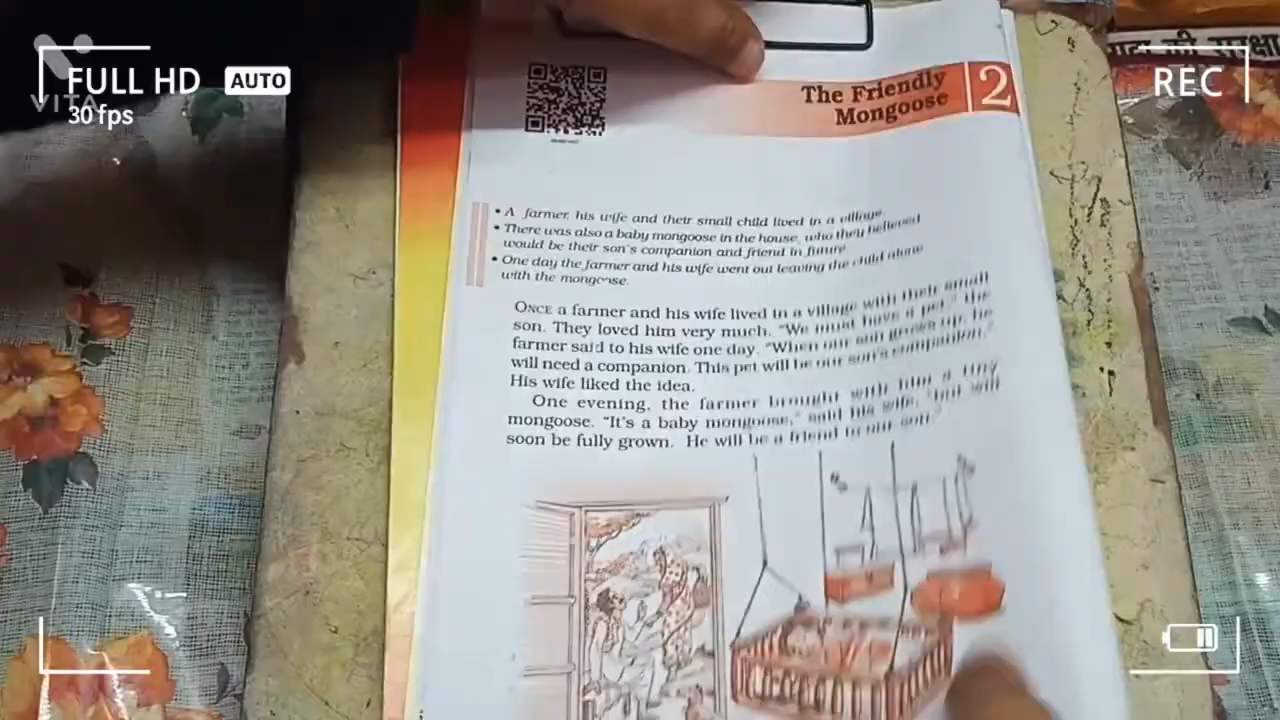 FULL HD AUTO
30 fps
VITA
REC
की समीक्षा
The Friendly
Mongoose
2
• A farmer, his wife and their small child lived in a village.
• There was also a baby mongoose in the house, who they believed
would be their son's companion and friend in future.
• One day the farmer and his wife went out leaving the child alone
with the mongoose.
ONCE a farmer and his wife lived in a village with their small
son. They loved him very much. “We must have a pet,” the
farmer said to his wife one day. “When our son grows up, he
will need a companion. This pet will be our son's companion.”
His wife liked the idea.
One evening, the farmer brought with him a tiny
mongoose. “It's a baby mongoose,” said his wife, “but will
soon be fully grown. He will be a friend to our son.”